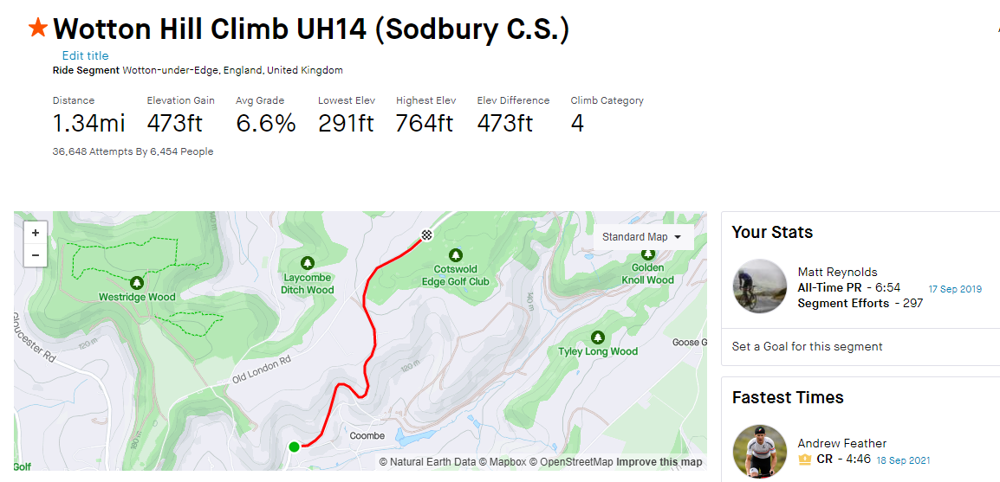 Wotton Hill Climb UH14 (Sodbury C.S.)
Edit title
Ride Segment Wotton-under-Edge, England, United Kingdom
Distance Elevation Gain Avg Grade Lowest Elev Highest Elev Elev Difference Climb Category
1.34mi 473ft 6.6% 291ft 764ft 473ft 4
36,648 Attempts By 6,454 People
+
−
Standard Map
Westridge Wood
Laycombe
Ditch Wood
Cotswold
Edge Golf Club
Golden
Knoll Wood
140 m
Gloucester Rd
120 m
Old London Rd
120 m
Tyley Long Wood
Goose G
180 m
Coombe
Golf
© Natural Earth Data © Mapbox © OpenStreetMap Improve this map
Your Stats
Matt Reynolds
All-Time PR - 6:54 17 Sep 2019
Segment Efforts - 297
Set a Goal for this segment
Fastest Times
Andrew Feather
CR - 4:46 18 Sep 2021